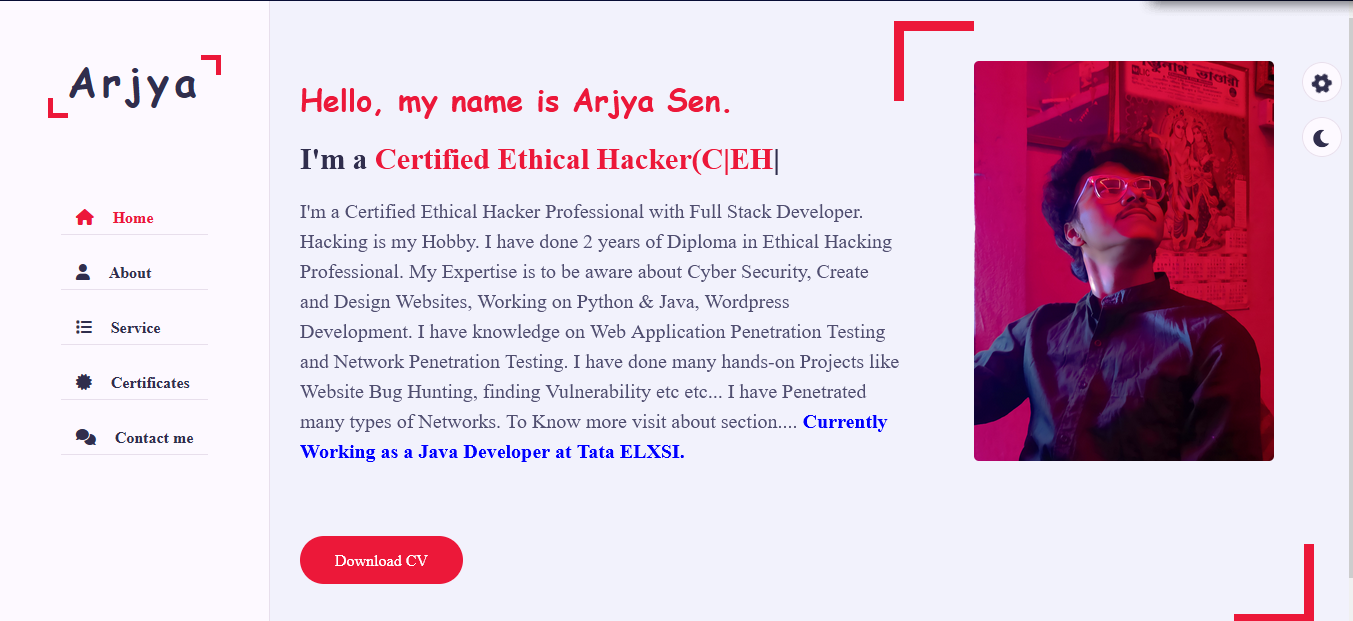 Arjya
Home
About
Service
Certificates
Contact me
Hello, my name is Arjya Sen.
I'm a Certified Ethical Hacker(C|EH|
I'm a Certified Ethical Hacker Professional with Full Stack Developer.
Hacking is my Hobby. I have done 2 years of Diploma in Ethical Hacking
Professional. My Expertise is to be aware about Cyber Security, Create
and Design Websites, Working on Python & Java, Wordpress
Development. I have knowledge on Web Application Penetration Testing
and Network Penetration Testing. I have done many hands-on Projects like
Website Bug Hunting, finding Vulnerability etc etc... I have Penetrated
many types of Networks. To Know more visit about section.... Currently
Working as a Java Developer at Tata ELXSI.
Download CV